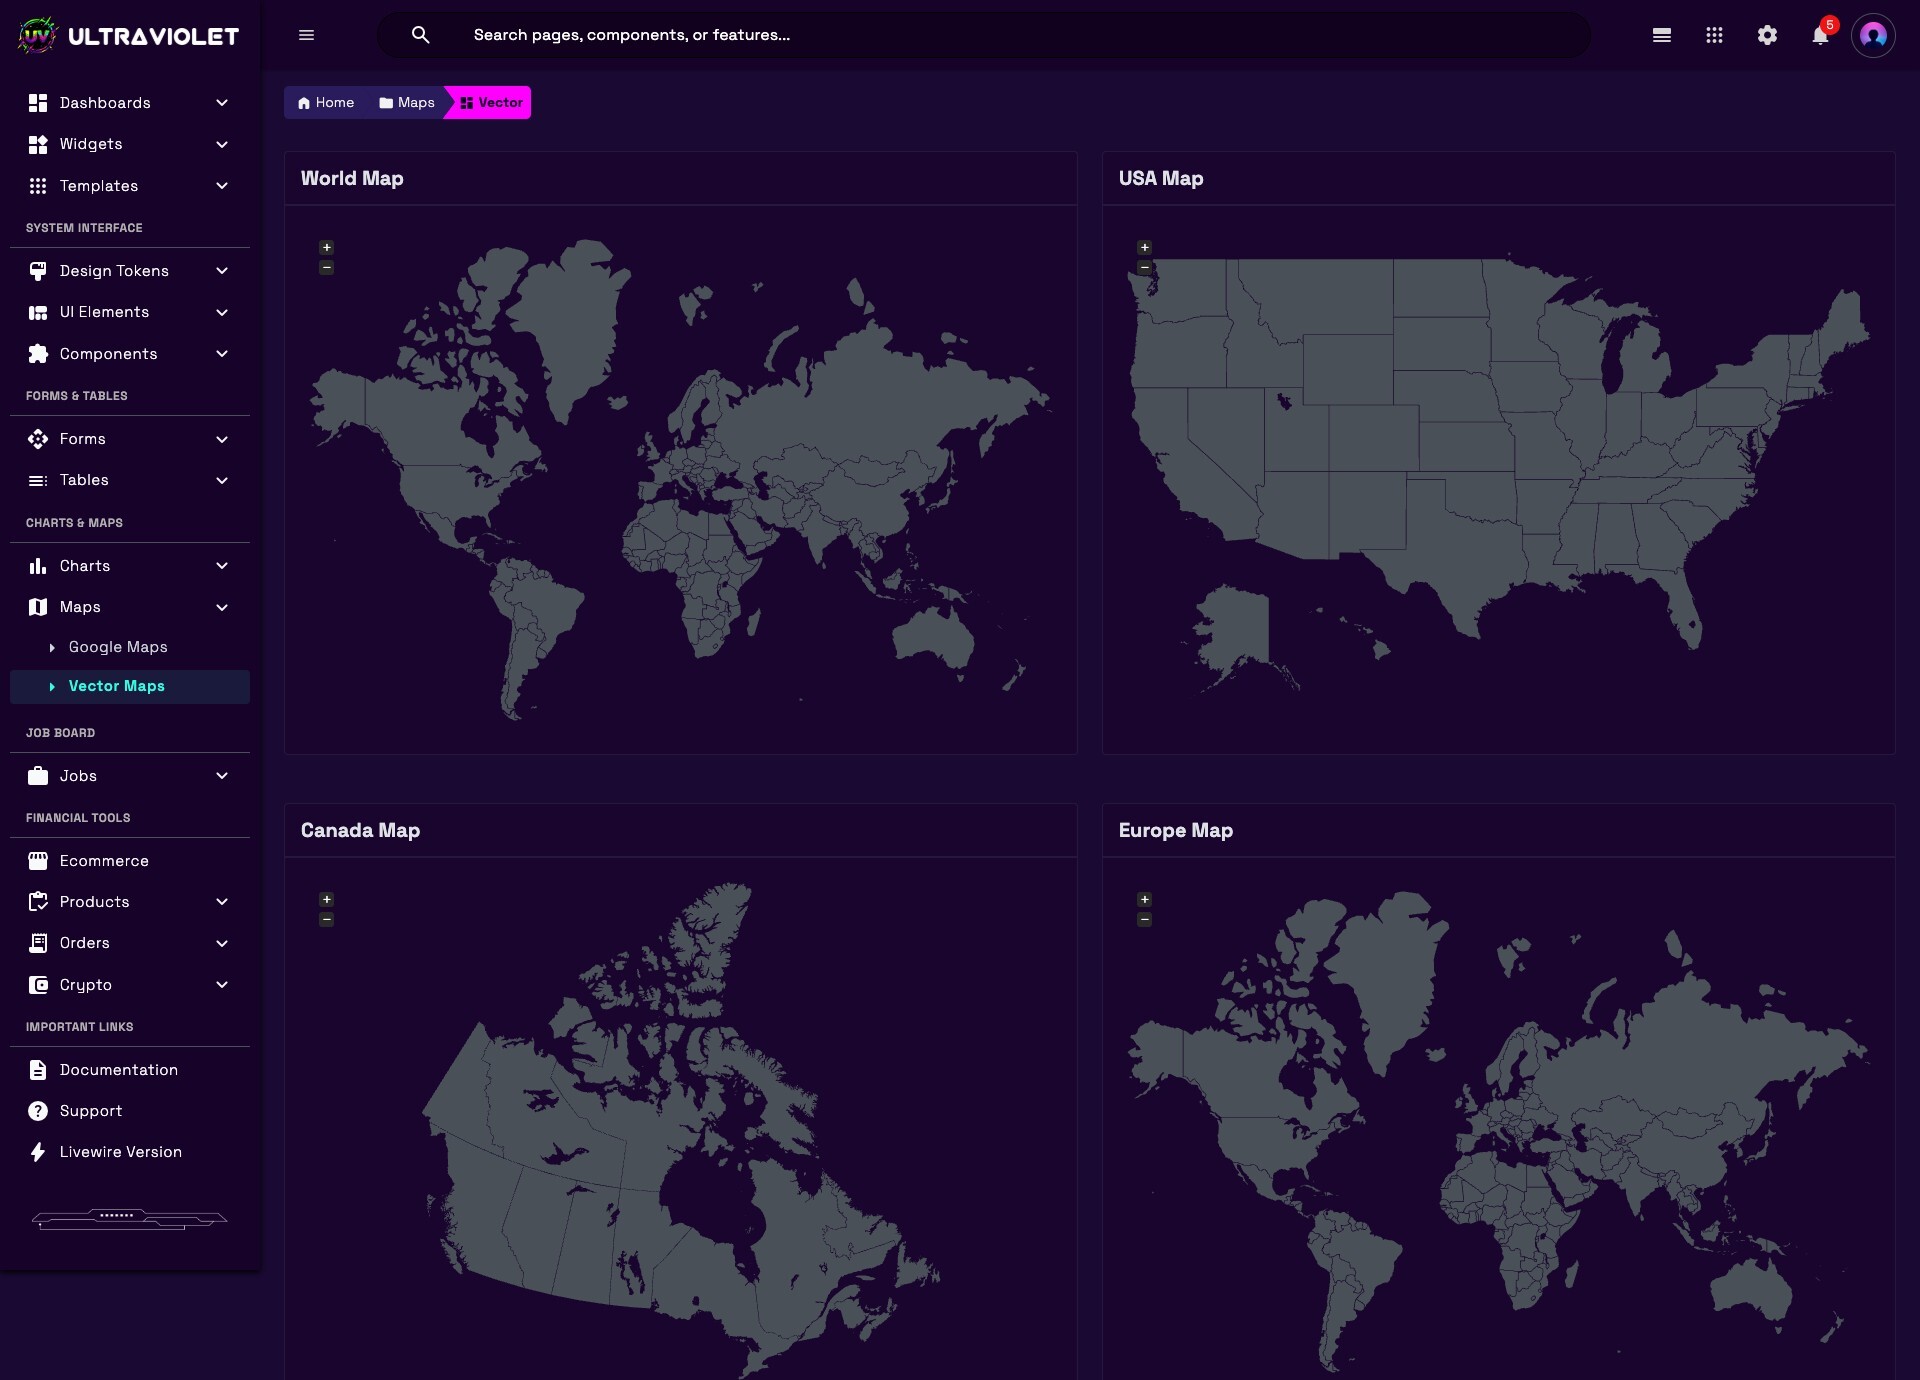 UV ULTRAVIOLET
Search pages, components, or features...
5
Dashboards
Widgets
Templates
SYSTEM INTERFACE
Design Tokens
UI Elements
Components
FORMS & TABLES
Forms
Tables
CHARTS & MAPS
Charts
Maps
Google Maps
Vector Maps
JOB BOARD
Jobs
FINANCIAL TOOLS
Ecommerce
Products
Orders
Crypto
IMPORTANT LINKS
Documentation
Support
Livewire Version
Home Maps Vector
World Map
+
−
USA Map
+
−
Canada Map
+
−
Europe Map
+
−